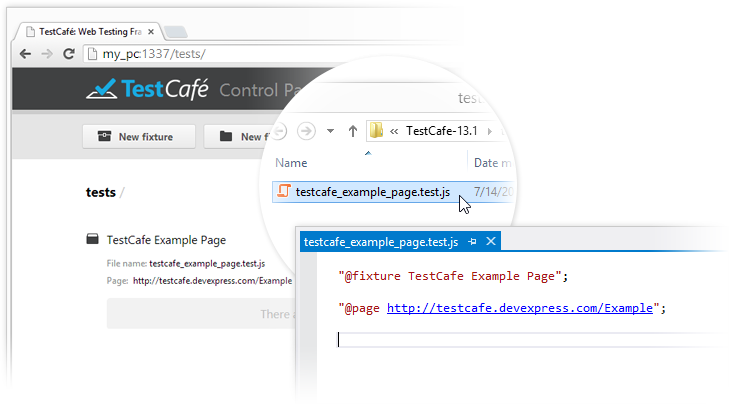 TestCafé: Web Testing Fra
my_pc:1337/tests/
TestCafé Control Pa
New fixture
New fi
tests /
TestCafe Example Page
File name: testcafe_example_page.test.js
Page: http://testcafe.devexpress.com/Example
There a
test
« TestCafe-13.1
Name
Date m
testcafe_example_page.test.js
7/14/20
testcafe_example_page.test.js
"@fixture TestCafe Example Page";
"@page http://testcafe.devexpress.com/Example";